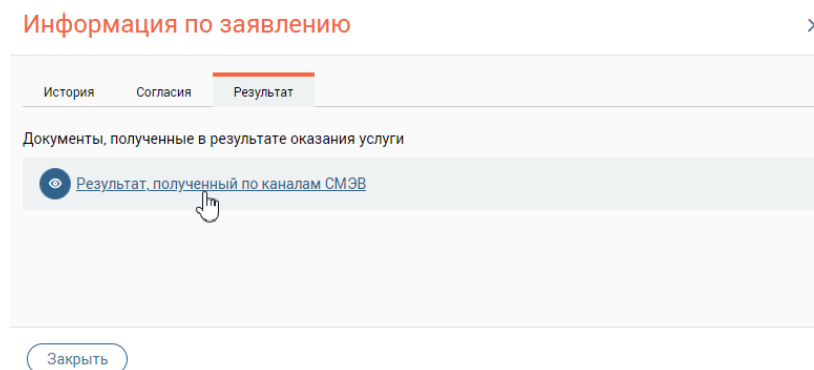 Информация по заявлению
История Согласия Результат
Документы, полученные в результате оказания услуги
Результат, полученный по каналам СМЭВ
Закрыть